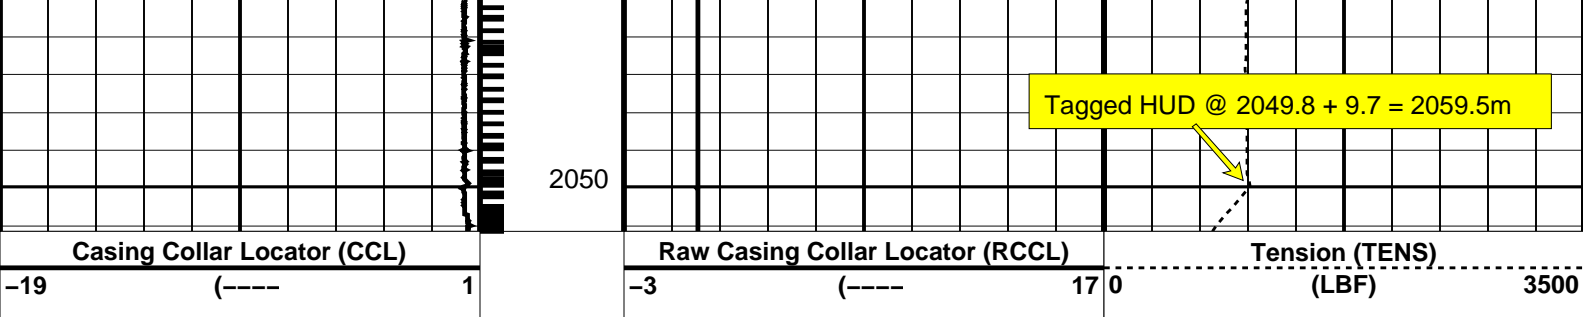 Tagged HUD @ 2049.8 + 9.7 = 2059.5m
2050
Casing Collar Locator (CCL) Raw Casing Collar Locator (RCCL) Tension (TENS)
−19 (−−−− 1 −3 (−−−− 17 0 (LBF) 3500